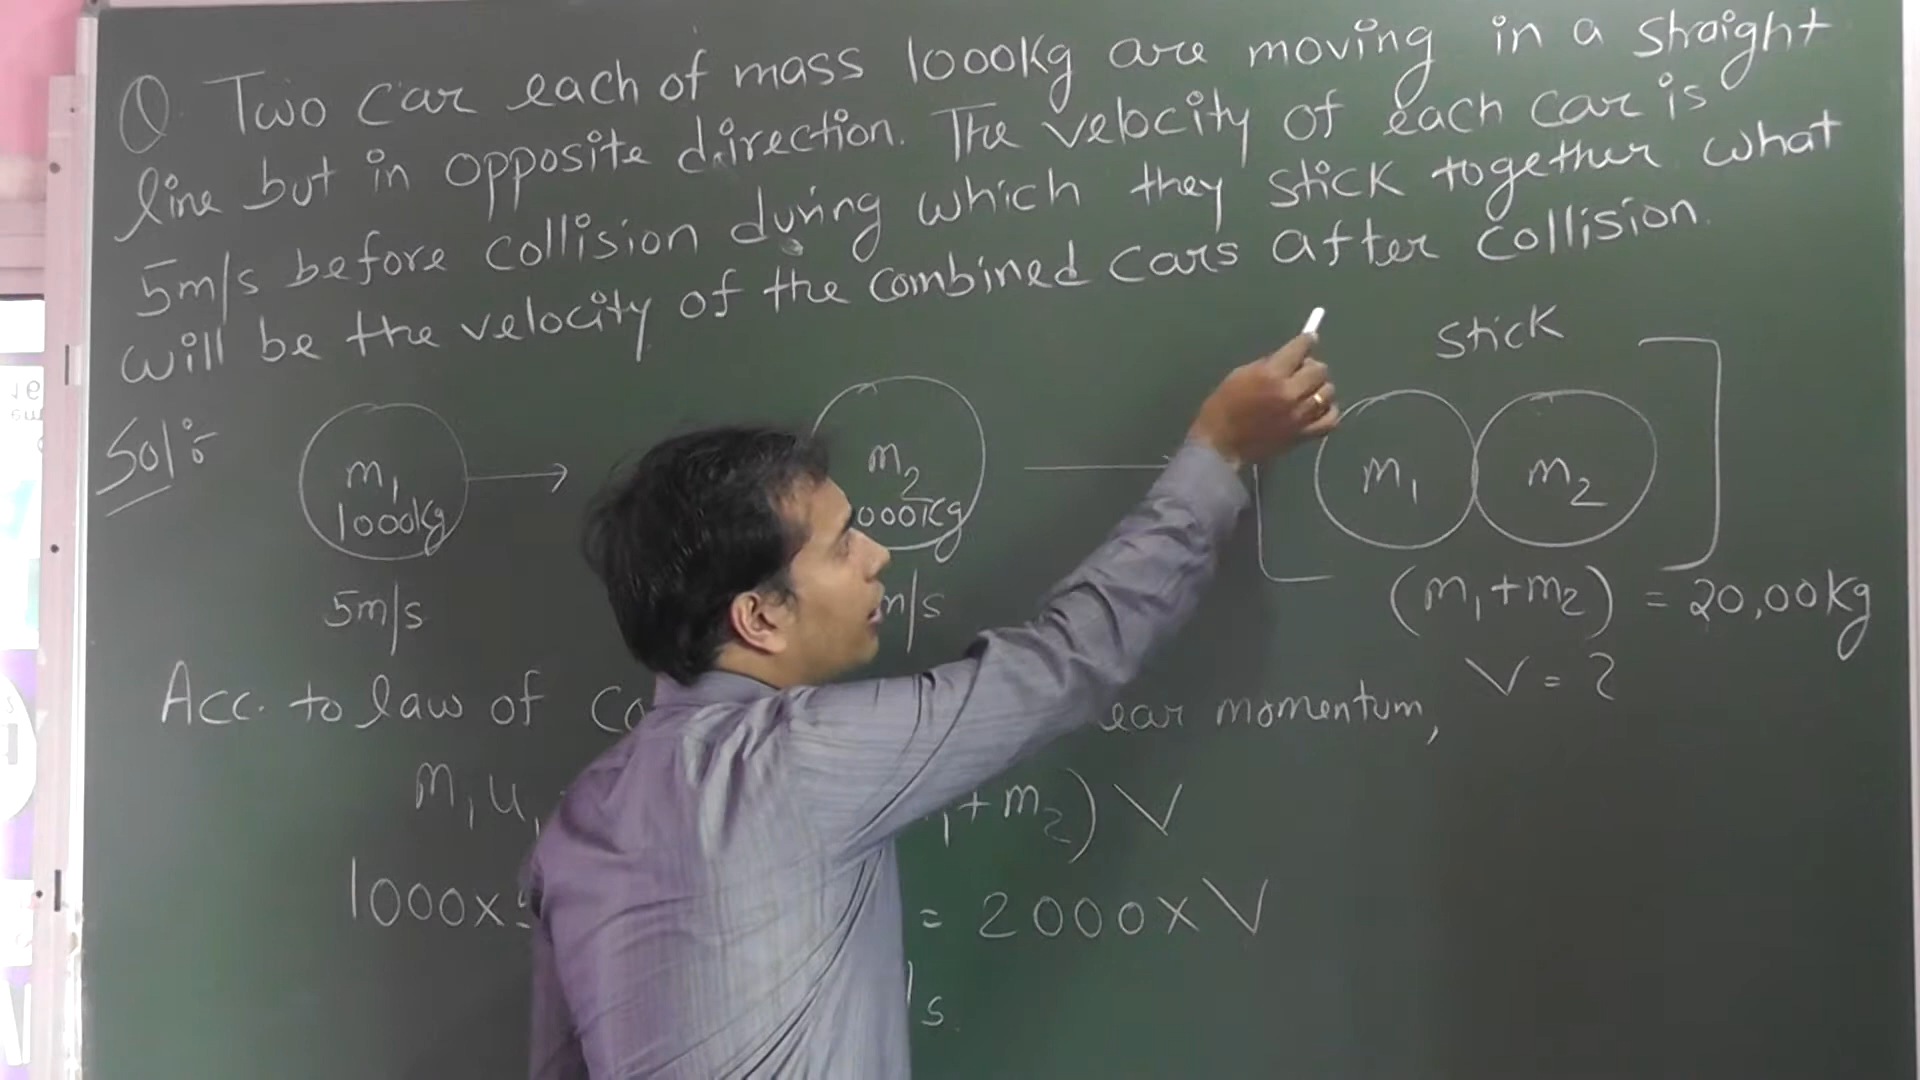 Q. Two car each of mass 1000kg are moving in a straight
line but in opposite direction. The velocity of each car is
5m/s before collision during which they stick together what
will be the velocity of the combined cars after collision.
Stick
Sol:
m1
1000kg
m2
000Kg
m1 m2
5m/s
m/s
(m1+m2) = 20,00Kg
V = ?
Acc. to law of Co ear momentum,
m1u1 1+m2) V
1000x = 2000x V
s.